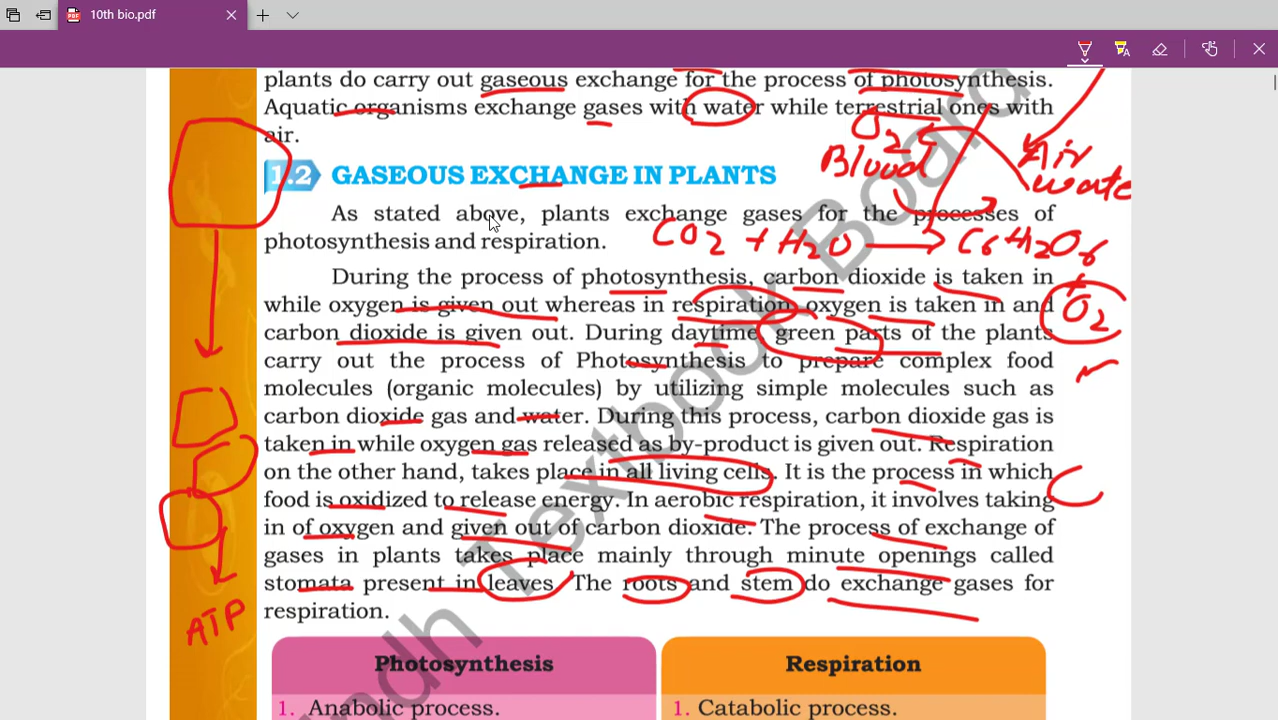 10th bio.pdf
plants do carry out gaseous exchange for the process of photosynthesis.
Aquatic organisms exchange gases with water while terrestrial ones with
air.
O2
Blood
Air
wate
1.2 GASEOUS EXCHANGE IN PLANTS
As stated above, plants exchange gases for the processes of
photosynthesis and respiration.
CO2 + H2O → C6H2O6
+
O2
During the process of photosynthesis, carbon dioxide is taken in
while oxygen is given out whereas in respiration, oxygen is taken in and
carbon dioxide is given out. During daytime green parts of the plants
carry out the process of Photosynthesis to prepare complex food
molecules (organic molecules) by utilizing simple molecules such as
carbon dioxide gas and water. During this process, carbon dioxide gas is
taken in while oxygen gas released as by-product is given out. Respiration
on the other hand, takes place in all living cells. It is the process in which
food is oxidized to release energy. In aerobic respiration, it involves taking
in of oxygen and given out of carbon dioxide. The process of exchange of
gases in plants takes place mainly through minute openings called
stomata present in leaves. The roots and stem do exchange gases for
respiration.
ATP
Photosynthesis
Respiration
1. Anabolic process.
1. Catabolic process.
indh Textbook Board